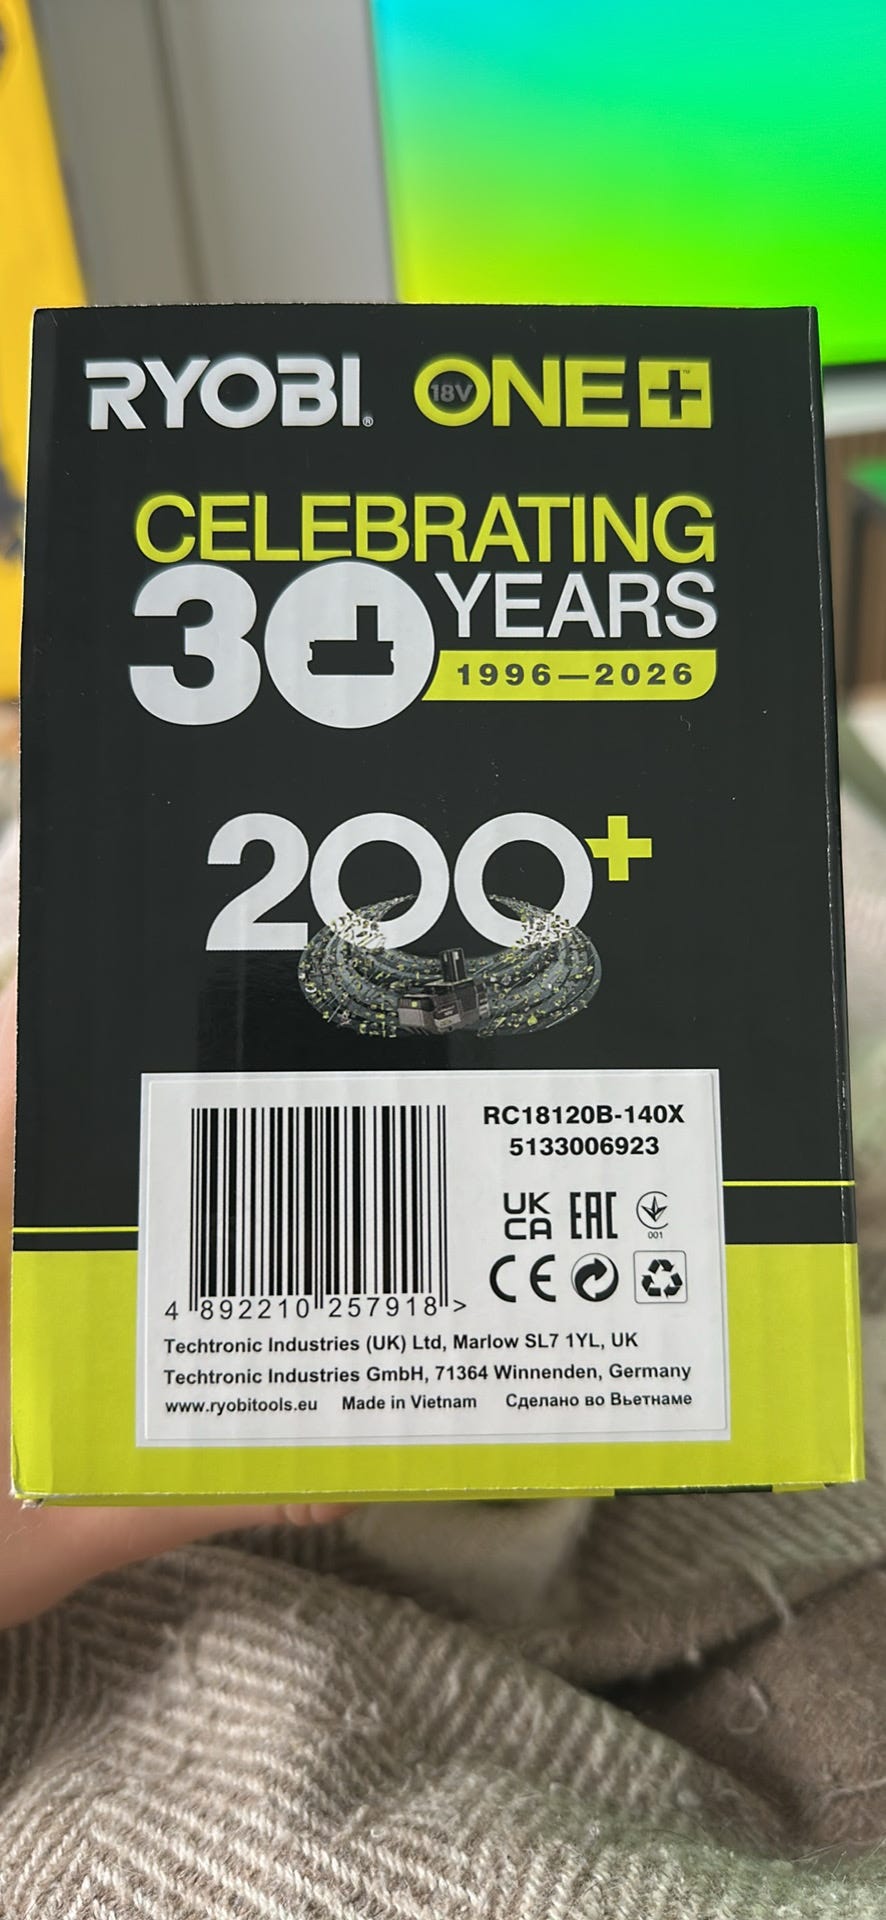 RYOBI® 18V ONE+™
CELEBRATING
30 YEARS
1996—2026
200+
RC18120B-140X
5133006923
UK
CA EAC
001
CE
4 892210 257918 >
Techtronic Industries (UK) Ltd, Marlow SL7 1YL, UK
Techtronic Industries GmbH, 71364 Winnenden, Germany
www.ryobitools.eu Made in Vietnam Сделано во Вьетнаме